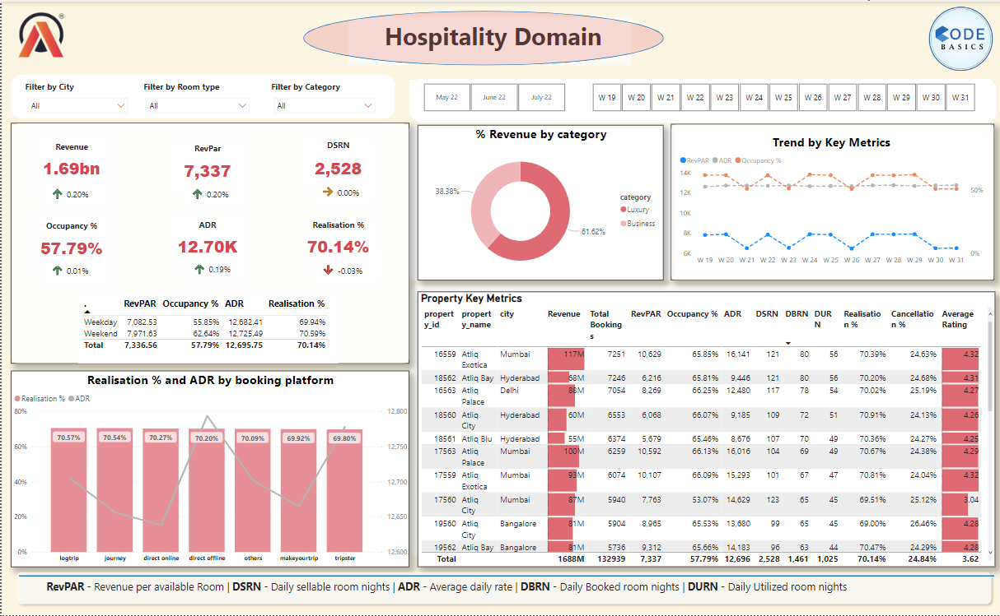 Hospitality Domain
®
CODE
BASICS
Filter by City
Filter by Room type
Filter by Category
All
All
All
May 22
June 22
July 22
W 19
W 20
W 21
W 22
W 23
W 24
W 25
W 26
W 27
W 28
W 29
W 30
W 31
Revenue
1.69bn
0.20%
RevPar
7,337
0.20%
DSRN
2,528
0.00%
Occupancy %
57.79%
0.01%
ADR
12.70K
0.19%
Realisation %
70.14%
-0.03%
. RevPAR Occupancy % ADR Realisation %
Weekday 7,082.53 55.85% 12,682.41 69.94%
Weekend 7,971.63 62.64% 12,725.49 70.59%
Total 7,336.56 57.79% 12,695.75 70.14%
% Revenue by category
38.38%
61.62%
category
Luxury
Business
Trend by Key Metrics
RevPAR ADR Occupancy %
14K
12K
10K
8K
6K
50%
0%
W 19 W 20 W 21 W 22 W 23 W 24 W 25 W 26 W 27 W 28 W 29 W 30 W 31
Realisation % and ADR by booking platform
Realisation % ADR
80%
60%
40%
20%
0%
12,800
12,750
12,700
12,650
12,600
70.57% 70.54% 70.27% 70.20% 70.09% 69.92% 69.80%
logtrip journey direct online direct offline others makeyourtrip tripster
Property Key Metrics
propert propert city Revenue Total RevPAR Occupancy % ADR DSRN DBRN DUR Realisatio Cancellatio Average
y_id y_name Booking N n % n % Rating
s
16559 Atliq Mumbai 117M 7251 10,629 65.85% 16,141 121 80 56 70.39% 24.63% 4.32
Exotica
18562 Atliq Bay Hyderabad 68M 7246 6,216 65.81% 9,446 121 80 56 70.20% 24.68% 4.31
16563 Atliq Delhi 88M 7054 8,269 66.25% 12,480 117 78 54 70.02% 25.19% 4.27
Palace
18560 Atliq Hyderabad 60M 6553 6,068 66.07% 9,185 109 72 51 70.91% 24.13% 4.26
City
18561 Atliq Blu Hyderabad 55M 6374 5,679 65.46% 8,676 107 70 49 70.36% 24.27% 4.25
17563 Atliq Mumbai 100M 6259 10,592 66.13% 16,016 104 69 49 70.67% 24.38% 4.29
Palace
17559 Atliq Mumbai 93M 6074 10,107 66.09% 15,293 101 67 47 70.81% 24.04% 4.32
Exotica
17560 Atliq Mumbai 87M 5940 7,763 53.07% 14,629 123 65 45 69.51% 25.12% 3.04
City
19560 Atliq Bangalore 81M 5904 8,965 65.53% 13,680 99 65 45 69.00% 26.46% 4.28
City
19562 Atliq Bay Bangalore 81M 5736 9,312 65.66% 14,183 96 63 44 70.47% 24.29% 4.28
Total 1688M 132939 7,337 57.79% 12,696 2,528 1,461 1,025 70.14% 24.84% 3.62
RevPAR - Revenue per available Room | DSRN - Daily sellable room nights | ADR - Average daily rate | DBRN - Daily Booked room nights | DURN - Daily Utilized room nights